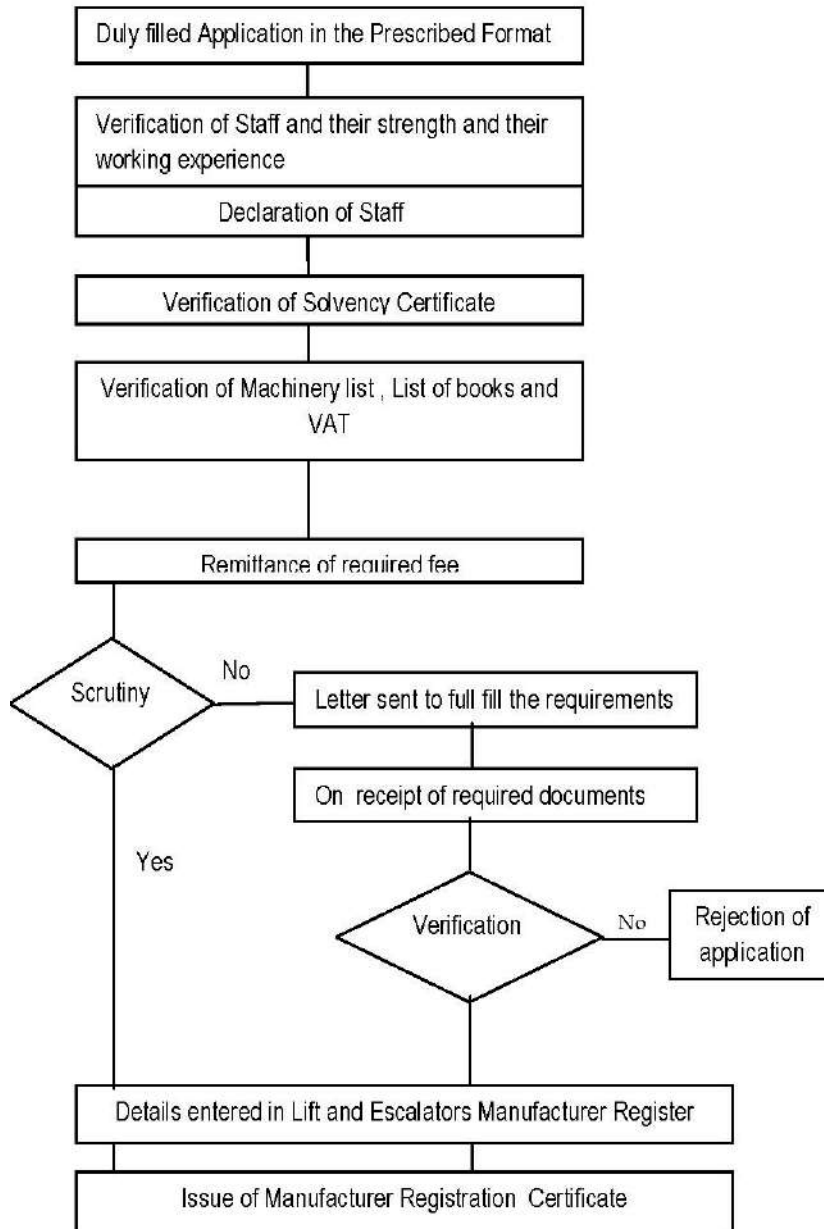 Duly filled Application in the Prescribed Format
Verification of Staff and their strength and their
working experience
Declaration of Staff
Verification of Solvency Certificate
Verification of Machinery list , List of books and
VAT
Remittance of required fee
Scrutiny
No
Letter sent to full fill the requirements
On receipt of required documents
Yes
Verification
No
Rejection of
application
Details entered in Lift and Escalators Manufacturer Register
Issue of Manufacturer Registration Certificate